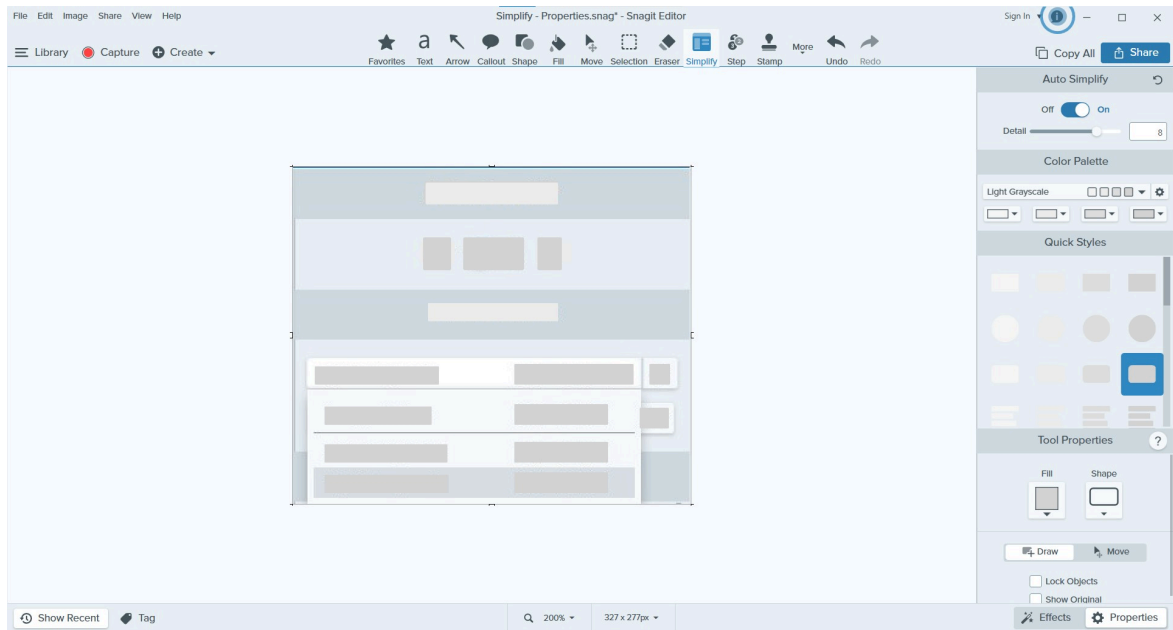 File Edit Image Share View Help
Simplify - Properties.snag* - Snagit Editor
Sign In
Library Capture Create
Favorites Text Arrow Callout Shape Fill Move Selection Eraser Simplify Step Stamp More Undo Redo
Copy All Share
Auto Simplify
Off On
Detail 8
Color Palette
Light Grayscale
Quick Styles
Tool Properties ?
Fill Shape
Draw Move
Lock Objects
Show Original
Show Recent Tag
200% 327 x 277px
Effects Properties